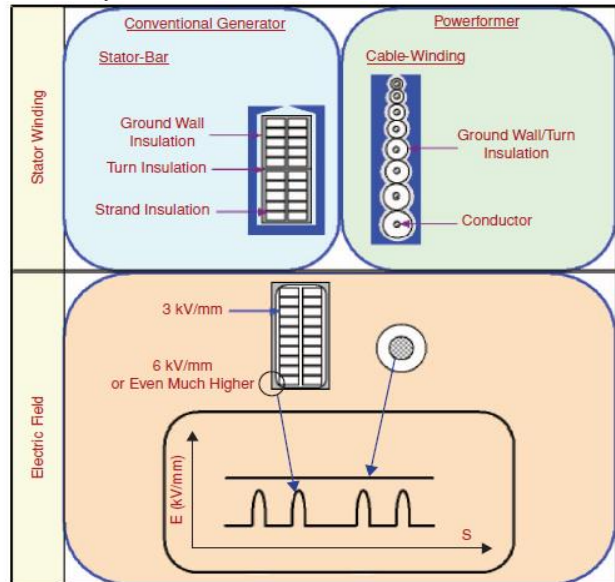 Conventional Generator
Powerformer
Stator Winding
Stator-Bar
Ground Wall
Insulation
Turn Insulation
Strand Insulation
Cable-Winding
Ground Wall/Turn
Insulation
Conductor
Electric Field
3 kV/mm
6 kV/mm
or Even Much Higher
E (kV/mm)
S